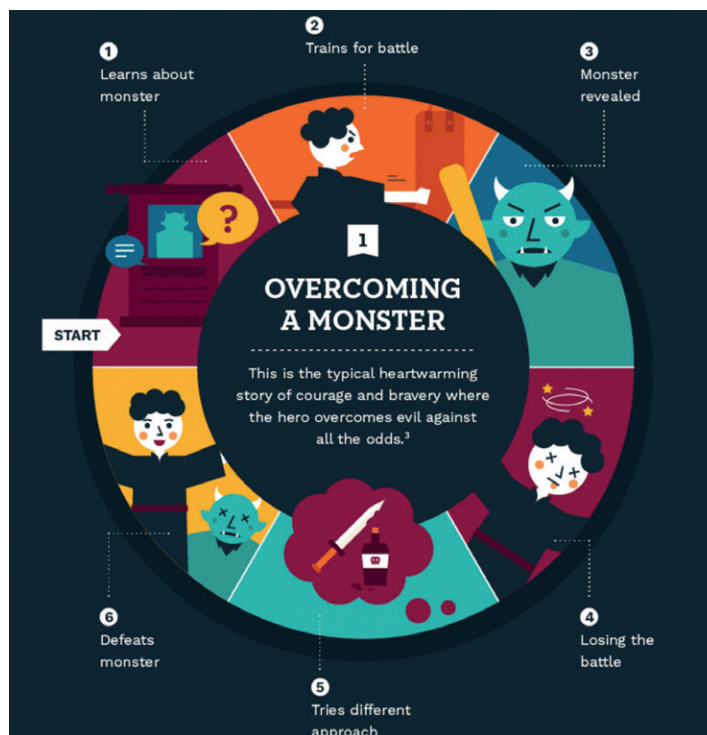 1
Learns about
monster
2
Trains for battle
3
Monster
revealed
?
1
OVERCOMING
A MONSTER
START
This is the typical heartwarming
story of courage and bravery where
the hero overcomes evil against
all the odds.³
6
Defeats
monster
4
Losing the
battle
5
Tries different
approach